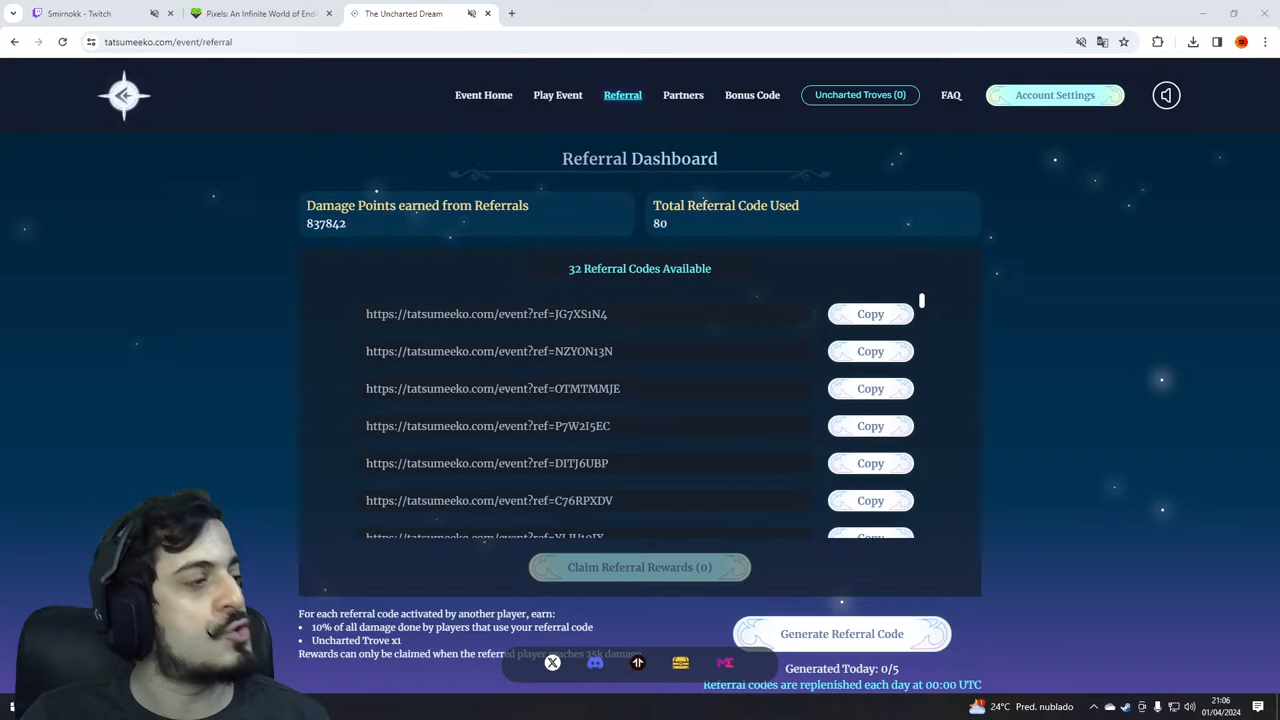 Smirnokk - Twitch
Pixels: An Infinite World of End
The Uncharted Dream
tatsumeeko.com/event/referral
Event Home
Play Event
Referral
Partners
Bonus Code
Uncharted Troves (0)
FAQ
Account Settings
Referral Dashboard
Damage Points earned from Referrals
837842
Total Referral Code Used
80
32 Referral Codes Available
https://tatsumeeko.com/event?ref=JG7XS1N4 Copy
https://tatsumeeko.com/event?ref=NZYON13N Copy
https://tatsumeeko.com/event?ref=OTMTMMJE Copy
https://tatsumeeko.com/event?ref=P7W2I5EC Copy
https://tatsumeeko.com/event?ref=DITJ6UBP Copy
https://tatsumeeko.com/event?ref=C76RPXDV Copy
Claim Referral Rewards (0)
For each referral code activated by another player, earn:
• 10% of all damage done by players that use your referral code
• Uncharted Trove x1
Rewards can only be claimed when the referred player reaches 25k damage
Generate Referral Code
Generated Today: 0/5
Referral codes are replenished each day at 00:00 UTC
24°C Pred. nublado
21:06
01/04/2024